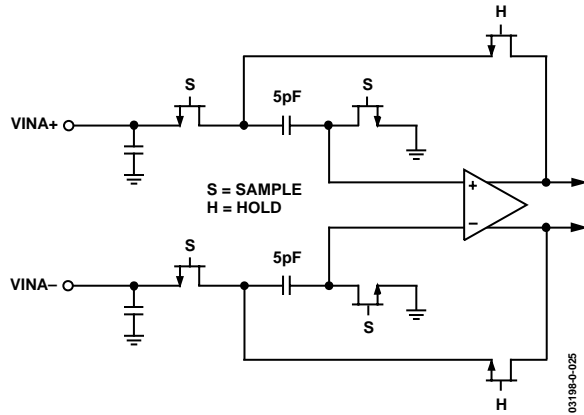 H
S
5pF
S
VINA+
S = SAMPLE
H = HOLD
+
–
S
5pF
VINA–
S
H
03198-0-025